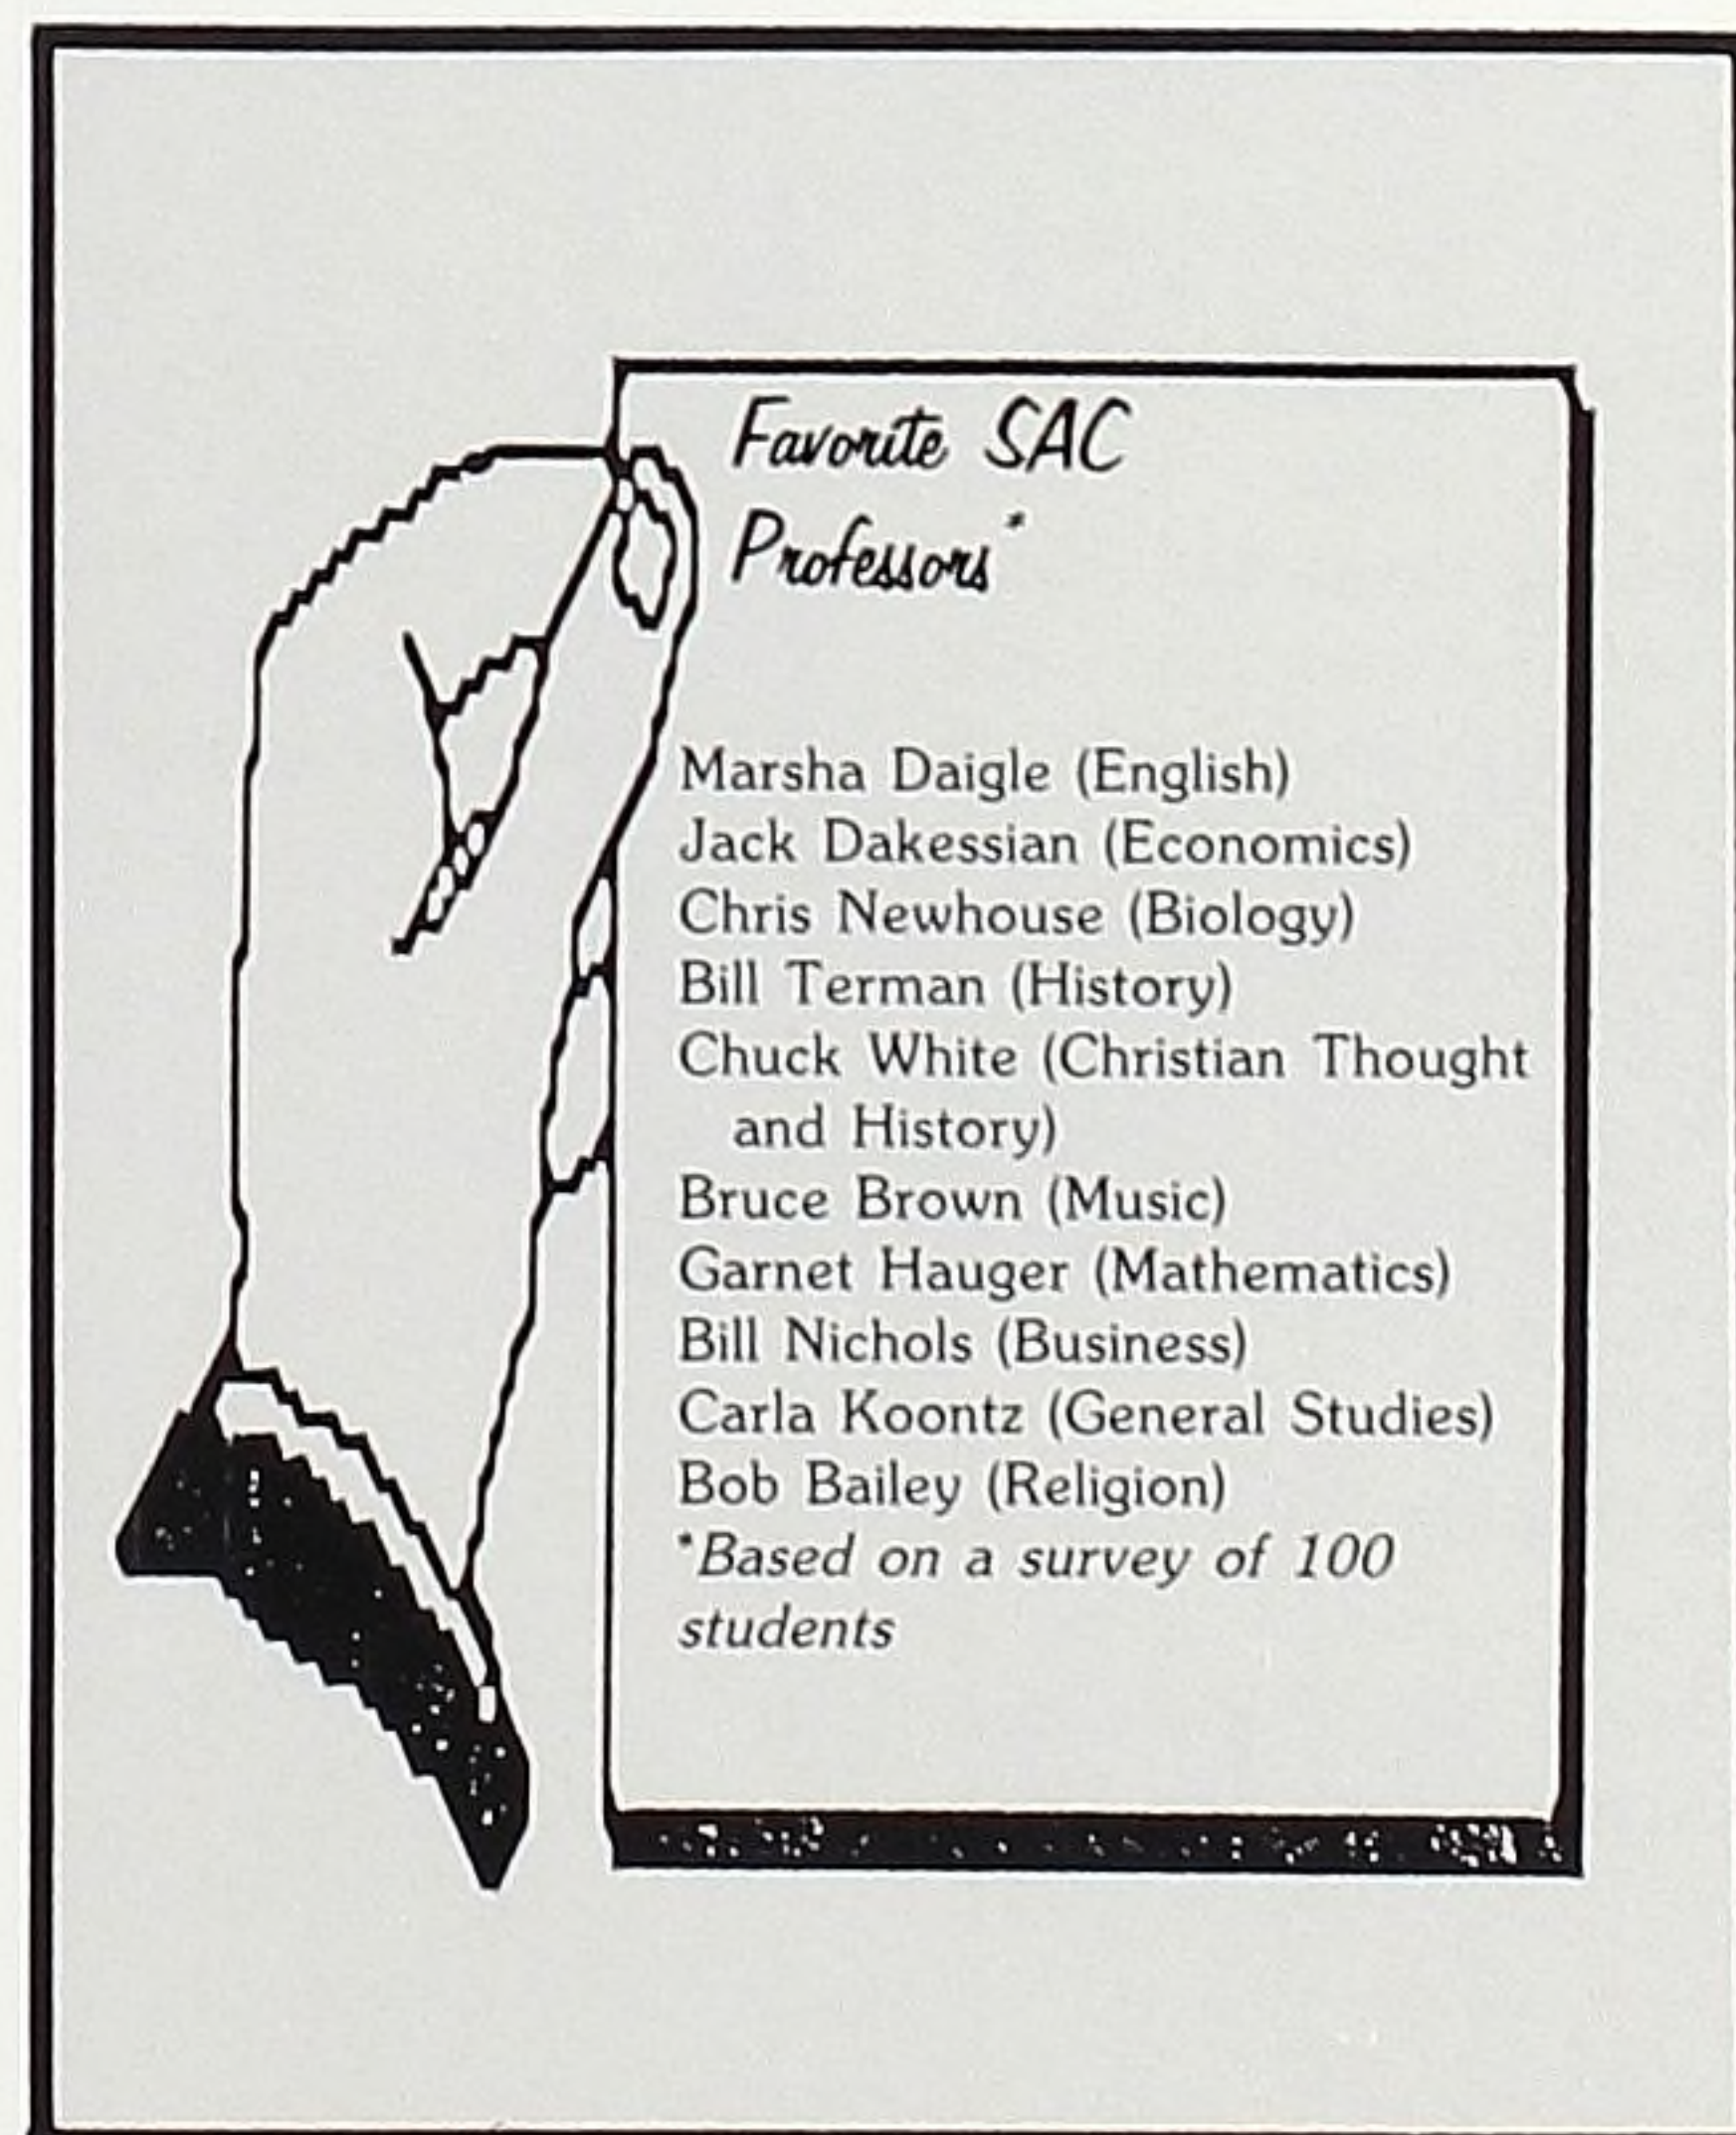 Favorite SAC
Professors*
Marsha Daigle (English)
Jack Dakessian (Economics)
Chris Newhouse (Biology)
Bill Terman (History)
Chuck White (Christian Thought
and History)
Bruce Brown (Music)
Garnet Hauger (Mathematics)
Bill Nichols (Business)
Carla Koontz (General Studies)
Bob Bailey (Religion)
*Based on a survey of 100
students